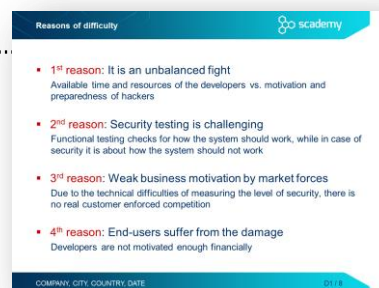 Reasons of difficulty
scademy
1st reason: It is an unbalanced fight
Available time and resources of the developers vs. motivation and
preparedness of hackers
2nd reason: Security testing is challenging
Functional testing checks for how the system should work, while in case of
security it is about how the system should not work
3rd reason: Weak business motivation by market forces
Due to the technical difficulties of measuring the level of security, there is
no real customer enforced competition
4th reason: End-users suffer from the damage
Developers are not motivated enough financially
COMPANY, CITY, COUNTRY, DATE
D1 / 8